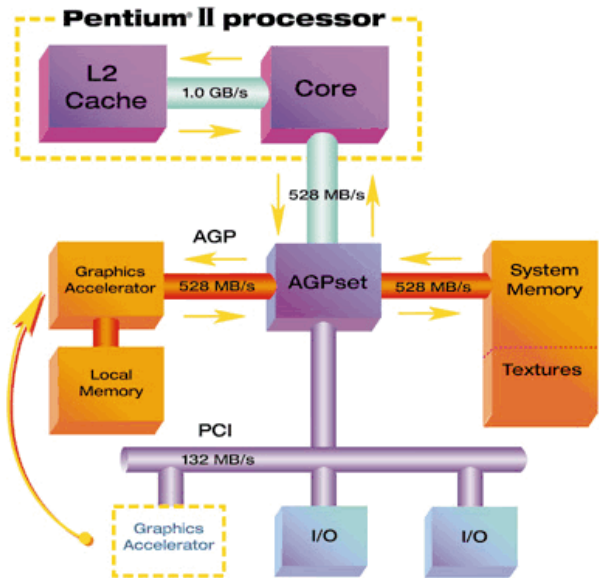 Pentium® II processor
L2
Cache
1.0 GB/s
Core
528 MB/s
AGP
Graphics
Accelerator
528 MB/s
AGPset
528 MB/s
System
Memory
Local
Memory
Textures
PCI
132 MB/s
Graphics
Accelerator
I/O
I/O